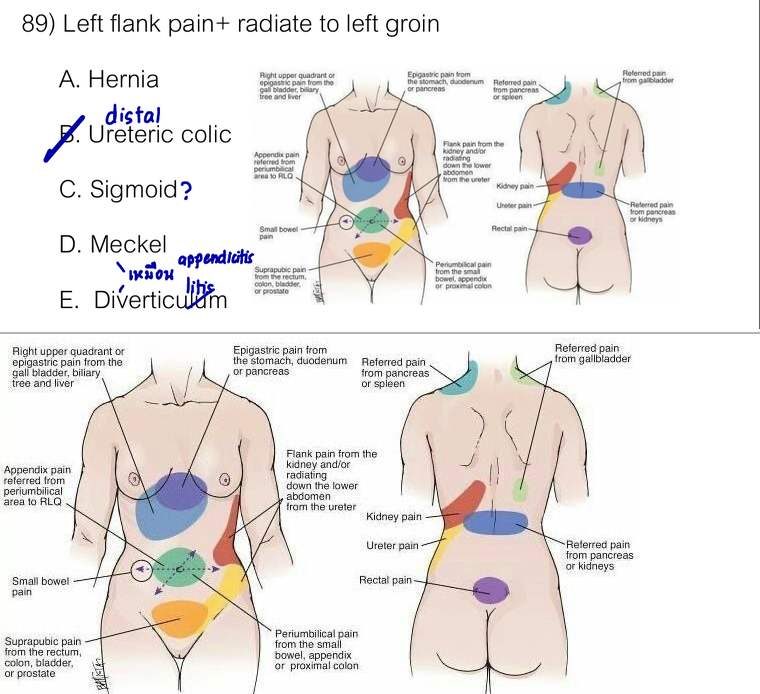 89) Left flank pain+ radiate to left groin
A. Hernia
distal
B. Ureteric colic
C. Sigmoid?
D. Meckel
เหมือน appendicitis
litis
E. Diverticulum
Right upper quadrant or
epigastric pain from the
gall bladder, biliary
tree and liver
Epigastric pain from
the stomach, duodenum
or pancreas
Referred pain
from pancreas
or spleen
Referred pain
from gallbladder
Appendix pain
referred from
periumbilical
area to RLQ
Flank pain from the
kidney and/or
radiating
down the lower
abdomen
from the ureter
Kidney pain
Ureter pain
Rectal pain
Referred pain
from pancreas
or kidneys
Small bowel
pain
Suprapubic pain
from the rectum,
colon, bladder,
or prostate
Periumbilical pain
from the small
bowel, appendix
or proximal colon
Right upper quadrant or
epigastric pain from the
gall bladder, biliary
tree and liver
Epigastric pain from
the stomach, duodenum
or pancreas
Referred pain
from pancreas
or spleen
Referred pain
from gallbladder
Appendix pain
referred from
periumbilical
area to RLQ
Flank pain from the
kidney and/or
radiating
down the lower
abdomen
from the ureter
Kidney pain
Ureter pain
Rectal pain
Referred pain
from pancreas
or kidneys
Small bowel
pain
Suprapubic pain
from the rectum,
colon, bladder,
or prostate
Periumbilical pain
from the small
bowel, appendix
or proximal colon